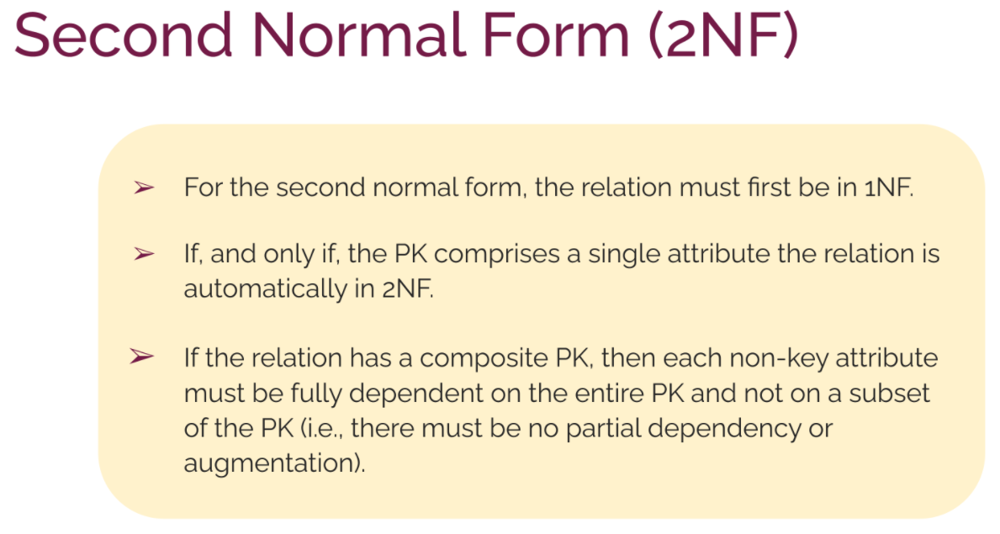 Second Normal Form (2NF)
➢ For the second normal form, the relation must first be in 1NF.
➢ If, and only if, the PK comprises a single attribute the relation is
automatically in 2NF.
➢ If the relation has a composite PK, then each non-key attribute
must be fully dependent on the entire PK and not on a subset
of the PK (i.e., there must be no partial dependency or
augmentation).